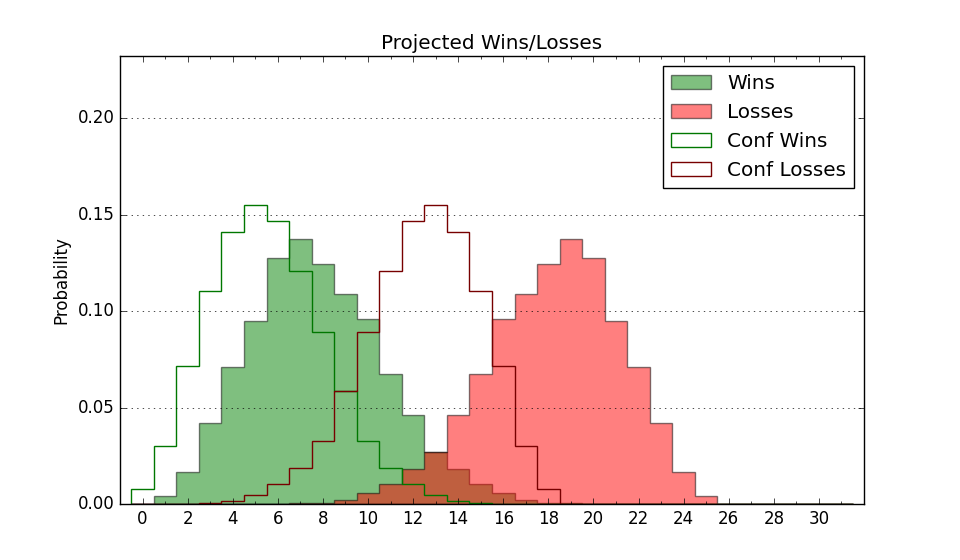 Projected Wins/Losses
Wins
Losses
Conf Wins
Conf Losses
Probability
0.20
0.15
0.10
0.05
0.00
0 2 4 6 8 10 12 14 16 18 20 22 24 26 28 30